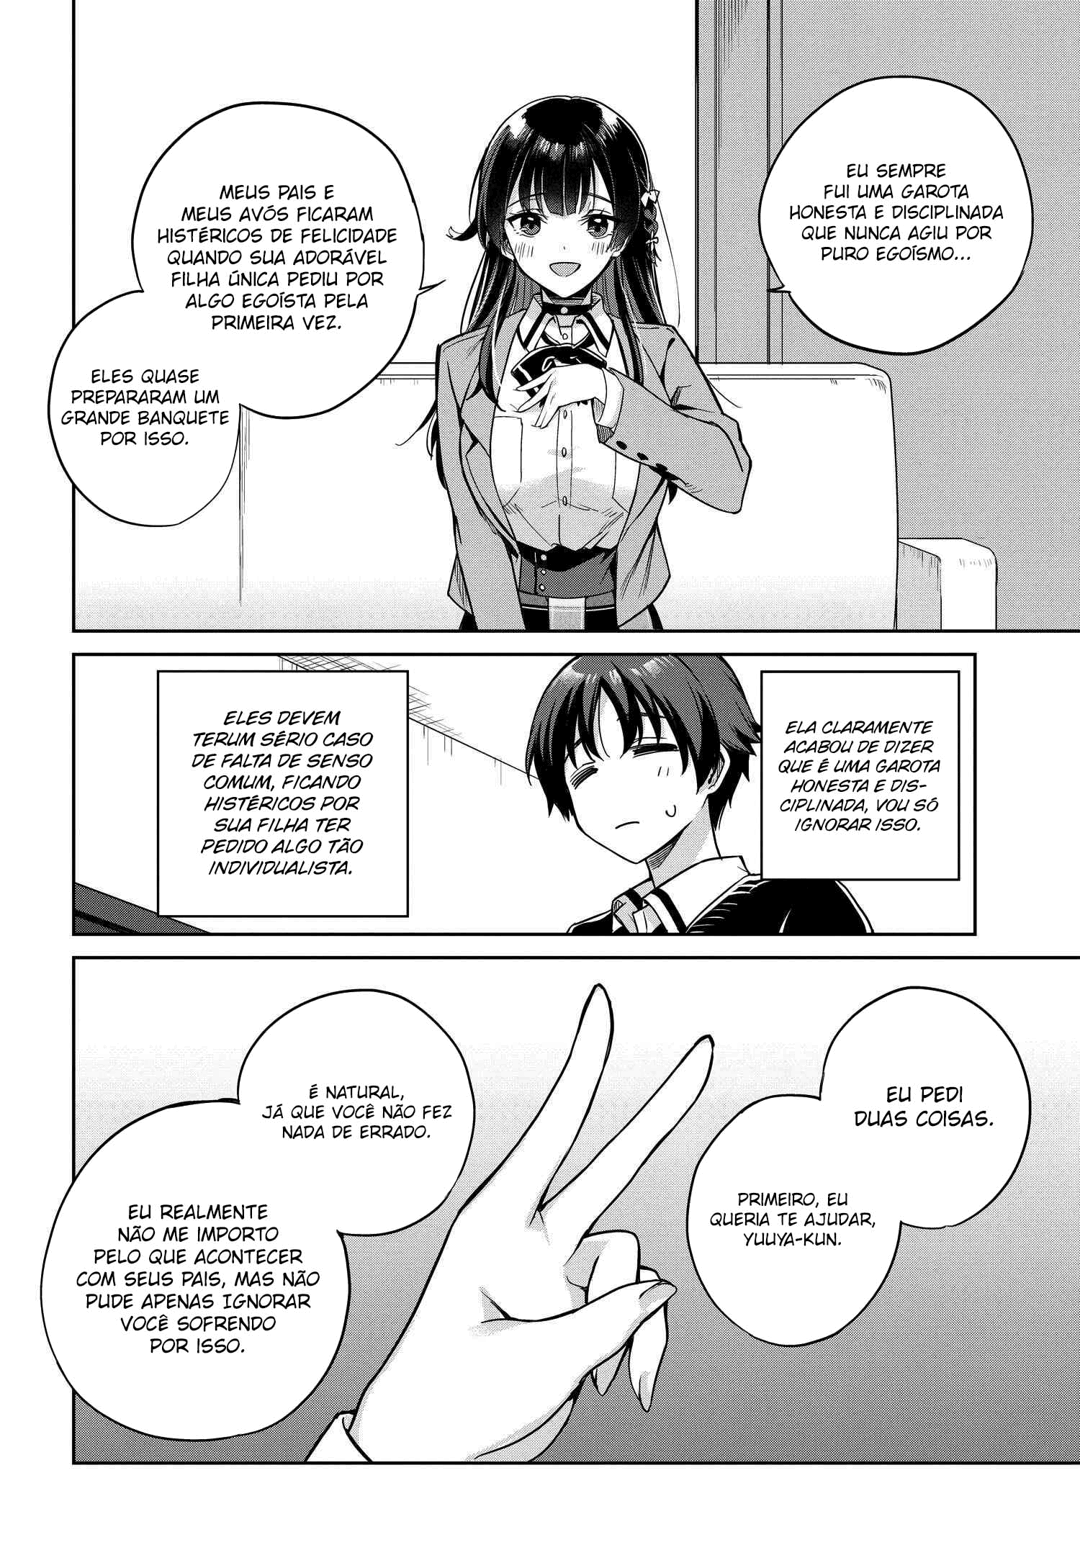 EU SEMPRE
FUI UMA GAROTA
HONESTA E DISCIPLINADA
QUE NUNCA AGIU POR
PURO EGOÍSMO...
MEUS PAIS E
MEUS AVÓS FICARAM
HISTÉRICOS DE FELICIDADE
QUANDO SUA ADORÁVEL
FILHA ÚNICA PEDIU POR
ALGO EGOÍSTA PELA
PRIMEIRA VEZ.
ELES QUASE
PREPARARAM UM
GRANDE BANQUETE
POR ISSO.
ELA CLARAMENTE
ACABOU DE DIZER
QUE É UMA GAROTA
HONESTA E DIS-
CIPLINADA, VOU SÓ
IGNORAR ISSO.
ELES DEVEM
TERUM SÉRIO CASO
DE FALTA DE SENSO
COMUM, FICANDO
HISTÉRICOS POR
SUA FILHA TER
PEDIDO ALGO TÃO
INDIVIDUALISTA.
EU PEDI
DUAS COISAS.
PRIMEIRO, EU
QUERIA TE AJUDAR,
YUUYA-KUN.
É NATURAL,
JÁ QUE VOCÊ NÃO FEZ
NADA DE ERRADO.
EU REALMENTE
NÃO ME IMPORTO
PELO QUE ACONTECER
COM SEUS PAIS, MAS NÃO
PUDE APENAS IGNORAR
VOCÊ SOFRENDO
POR ISSO.